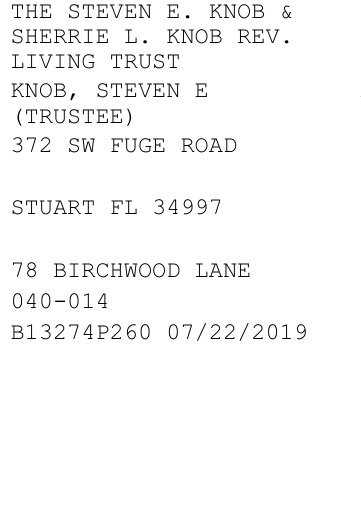 THE STEVEN E. KNOB &
SHERRIE L. KNOB REV.
LIVING TRUST
KNOB, STEVEN E
(TRUSTEE)
372 SW FUGE ROAD
STUART FL 34997
78 BIRCHWOOD LANE
040-014
B13274P260 07/22/2019